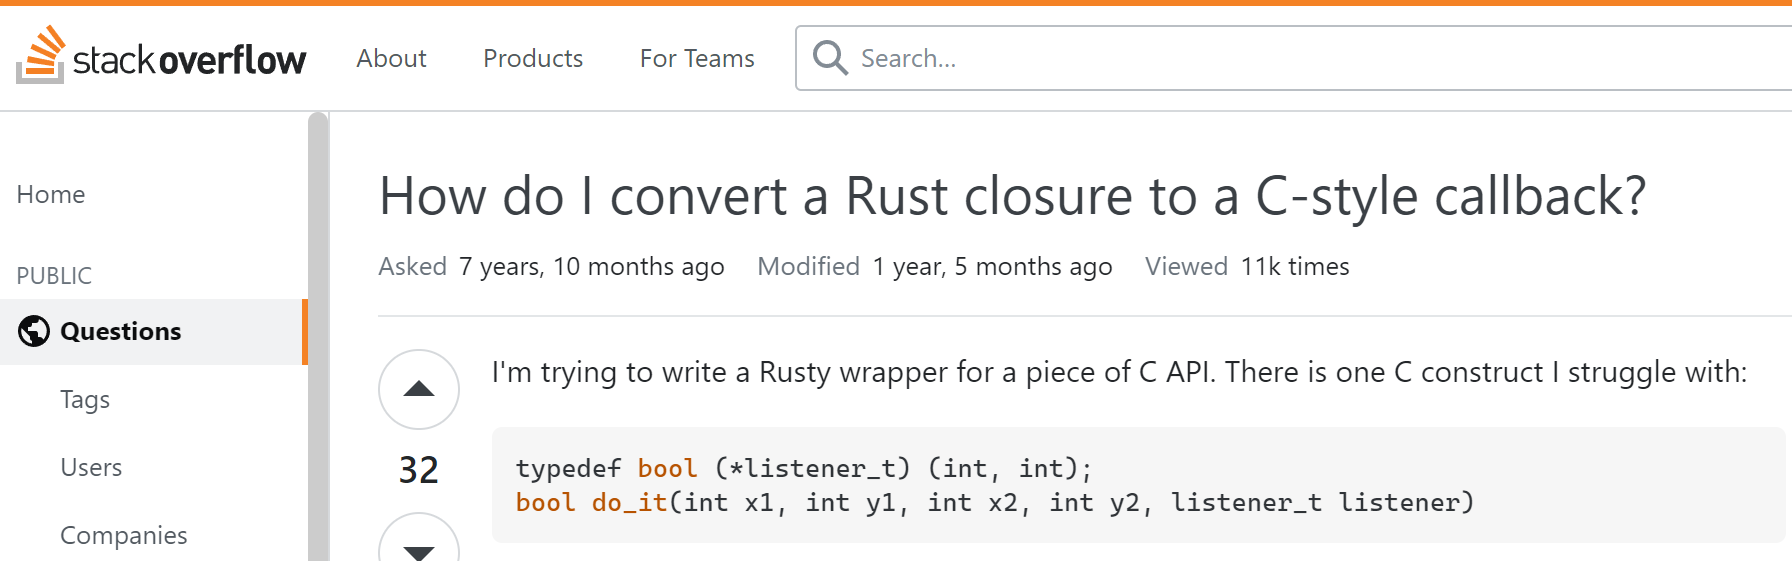 stackoverflow About Products For Teams Search...
Home
PUBLIC
Questions
Tags
Users
Companies
How do I convert a Rust closure to a C-style callback?
Asked 7 years, 10 months ago Modified 1 year, 5 months ago Viewed 11k times
32
I'm trying to write a Rusty wrapper for a piece of C API. There is one C construct I struggle with:
typedef bool (*listener_t) (int, int);
bool do_it(int x1, int y1, int x2, int y2, listener_t listener)